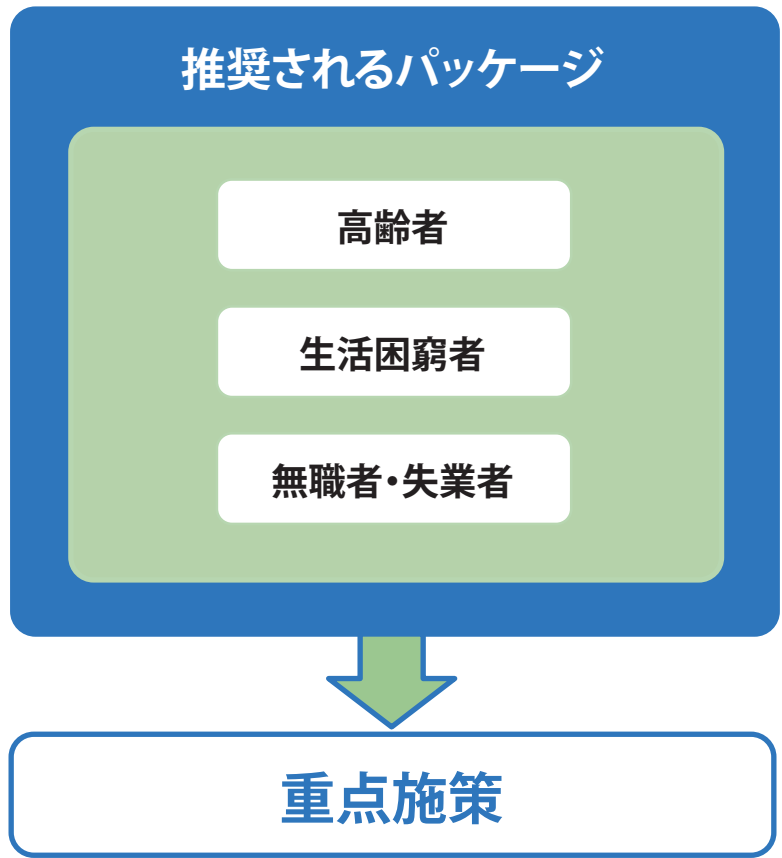 推奨されるパッケージ
高齢者
生活困窮者
無職者・失業者
重点施策